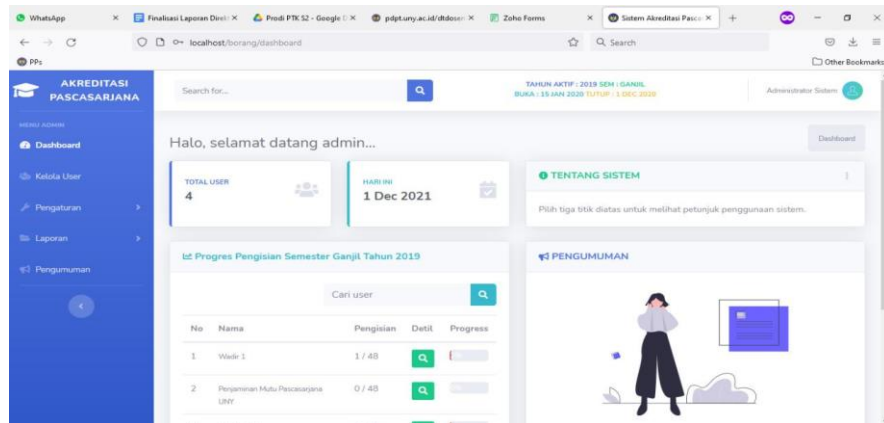 WhatsApp
Finalisasi Laporan Direk
Prodi PTK S2 - Google D
pdpt.uny.ac.id/dtdosen
Zoho Forms
Sistem Akreditasi Pasca
localhost/borang/dashboard
Search
PPs
Other Bookmarks
AKREDITASI
PASCASARJANA
Search for...
TAHUN AKTIF : 2019 SEM : GANJIL
BUKA : 15 JAN 2020 TUTUP : 1 DEC 2020
Administrator Sistem
MENU ADMIN
Dashboard
Kelola User
Pengaturan
Laporan
Pengumuman
Halo, selamat datang admin...
Dashboard
TOTAL USER
4
HARI INI
1 Dec 2021
TENTANG SISTEM
Pilih tiga titik diatas untuk melihat petunjuk penggunaan sistem.
Progres Pengisian Semester Ganjil Tahun 2019
Cari user
No Nama Pengisian Detil Progress
1 Wadir 1 1 / 48
2 Penjaminan Mutu Pascasarjana UNY 0 / 48
PENGUMUMAN